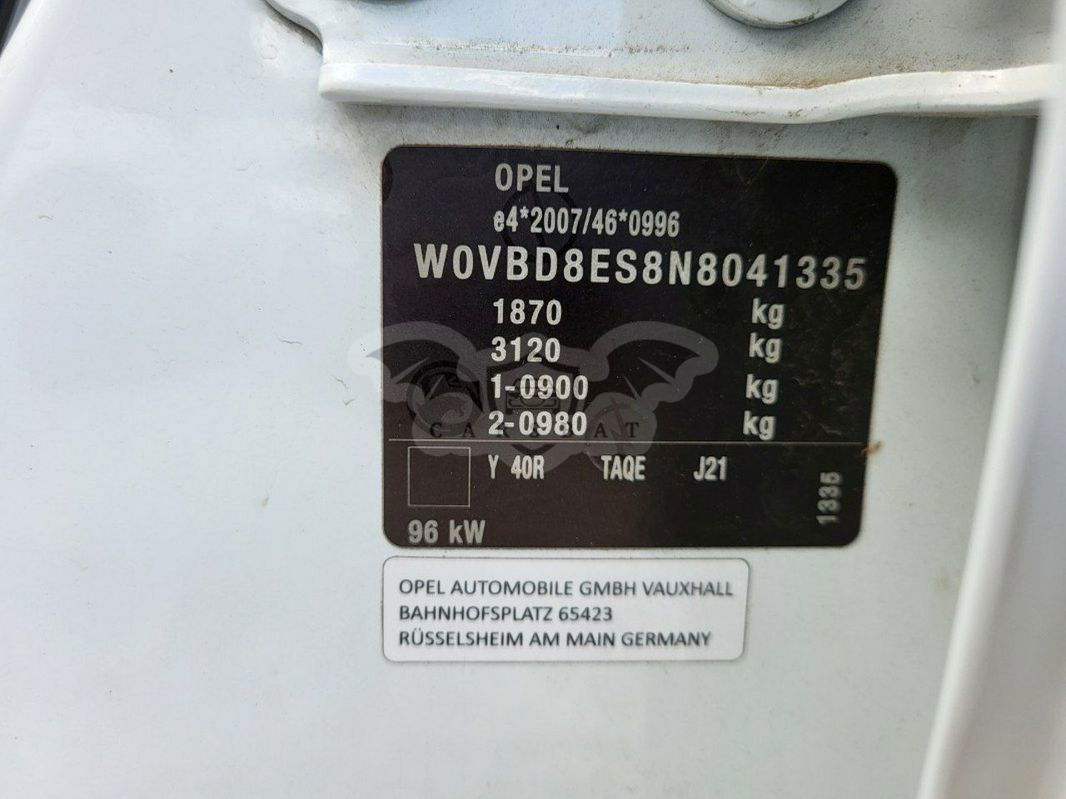 OPEL
e4*2007/46*0996
W0VBD8ES8N8041335
1870 kg
3120 kg
1-0900 kg
2-0980 kg
CARSBAT
Y 40R TAQE J21
1335
96 kW
OPEL AUTOMOBILE GMBH VAUXHALL
BAHNHOFSPLATZ 65423
RÜSSELSHEIM AM MAIN GERMANY